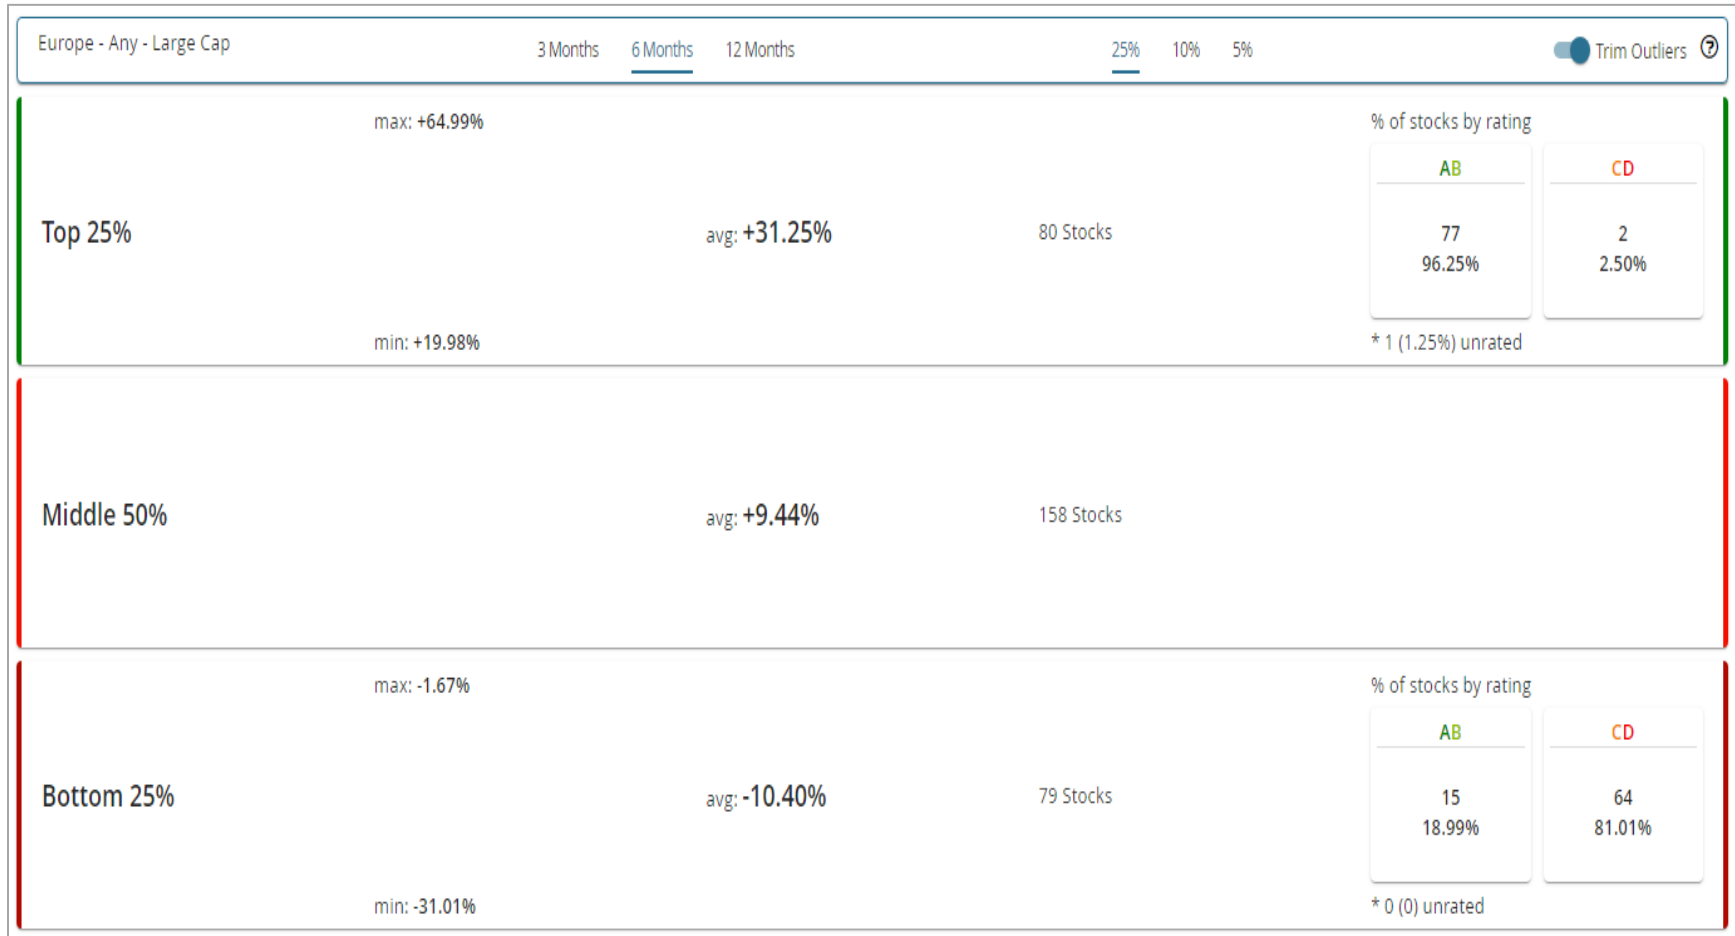 Europe - Any - Large Cap 3 Months 6 Months 12 Months 25% 10% 5% Trim Outliers ?
max: +64.99% % of stocks by rating
AB CD
Top 25% avg: +31.25% 80 Stocks 77 2
96.25% 2.50%
min: +19.98% * 1 (1.25%) unrated
Middle 50% avg: +9.44% 158 Stocks
max: -1.67% % of stocks by rating
AB CD
Bottom 25% avg: -10.40% 79 Stocks 15 64
18.99% 81.01%
min: -31.01% * 0 (0) unrated